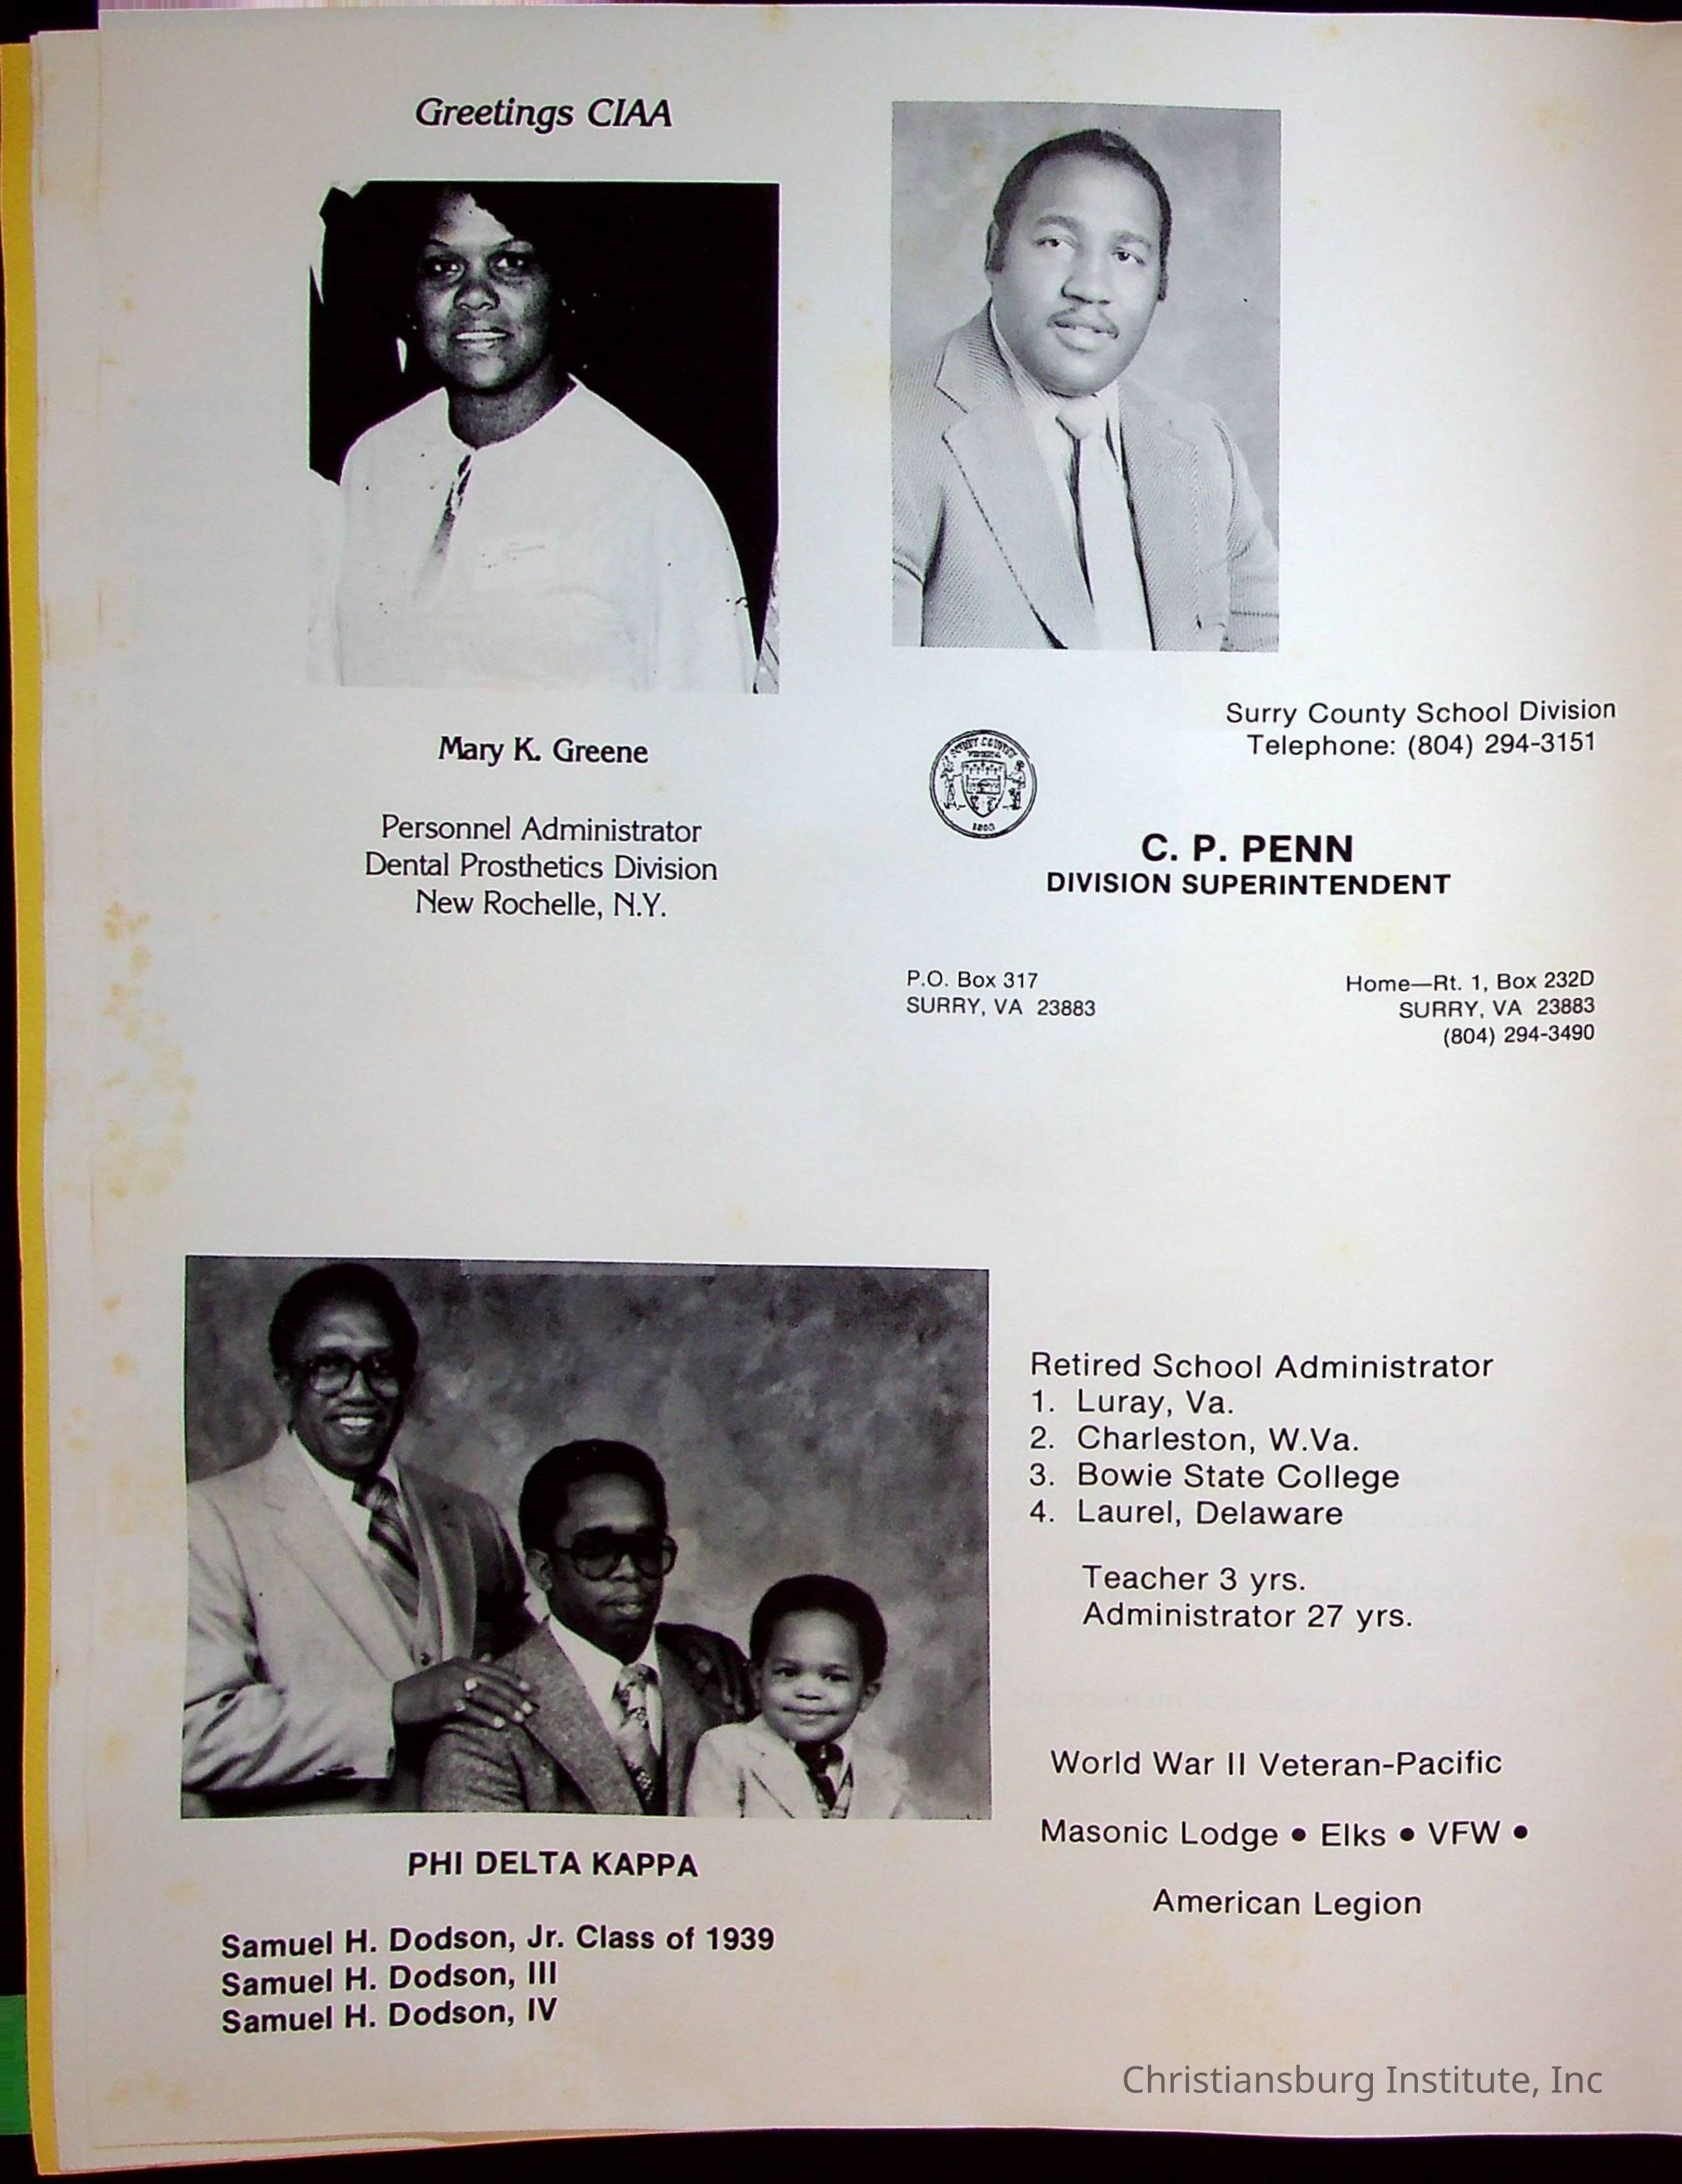 Greetings CIAA
Mary K. Greene
Personnel Administrator
Dental Prosthetics Division
New Rochelle, N.Y.
Surry County School Division
Telephone: (804) 294-3151
SURRY COUNTY
VIRGINIA
C. P. PENN
DIVISION SUPERINTENDENT
P.O. Box 317
SURRY, VA 23883
Home—Rt. 1, Box 232D
SURRY, VA 23883
(804) 294-3490
PHI DELTA KAPPA
Samuel H. Dodson, Jr. Class of 1939
Samuel H. Dodson, III
Samuel H. Dodson, IV
Retired School Administrator
1. Luray, Va.
2. Charleston, W.Va.
3. Bowie State College
4. Laurel, Delaware
Teacher 3 yrs.
Administrator 27 yrs.
World War II Veteran-Pacific
Masonic Lodge • Elks • VFW •
American Legion
Christiansburg Institute, Inc